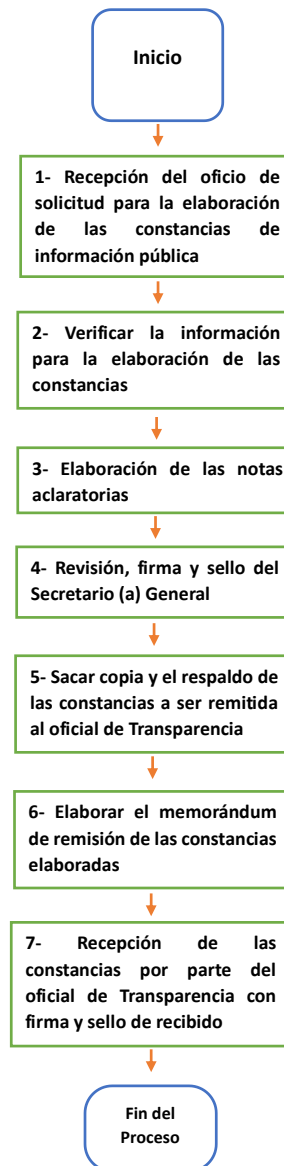 Inicio
1- Recepción del oficio de
solicitud para la elaboración
de las constancias de
información pública
2- Verificar la información
para la elaboración de las
constancias
3- Elaboración de las notas
aclaratorias
4- Revisión, firma y sello del
Secretario (a) General
5- Sacar copia y el respaldo de
las constancias a ser remitida
al oficial de Transparencia
6- Elaborar el memorándum
de remisión de las constancias
elaboradas
7- Recepción de las
constancias por parte del
oficial de Transparencia con
firma y sello de recibido
Fin del
Proceso